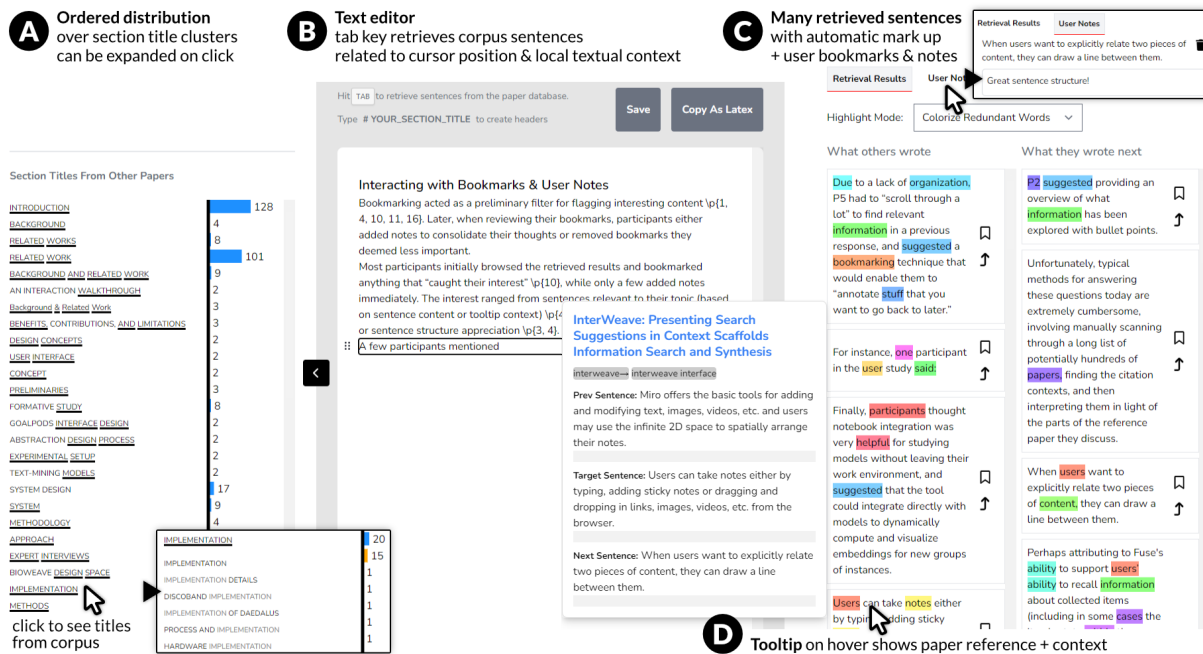 A
Ordered distribution
over section title clusters
can be expanded on click
B
Text editor
tab key retrieves corpus sentences
related to cursor position & local textual context
C
Many retrieved sentences
with automatic mark up
+ user bookmarks & notes
Retrieval Results User Notes
When users want to explicitly relate two pieces of
content, they can draw a line between them.
Great sentence structure!
Section Titles From Other Papers
INTRODUCTION 128
BACKGROUND 4
RELATED WORKS 8
RELATED WORK 101
BACKGROUND AND RELATED WORK 9
AN INTERACTION WALKTHROUGH 2
Background & Related Work 3
BENEFITS, CONTRIBUTIONS, AND LIMITATIONS 3
DESIGN CONCEPTS 2
USER INTERFACE 2
CONCEPT 2
PRELIMINARIES 3
FORMATIVE STUDY 8
GOALPODS INTERFACE DESIGN 2
ABSTRACTION DESIGN PROCESS 2
EXPERIMENTAL SETUP 2
TEXT-MINING MODELS 2
SYSTEM DESIGN 17
SYSTEM 9
METHODOLOGY 4
APPROACH
EXPERT INTERVIEWS
BIOWEAVE DESIGN SPACE
IMPLEMENTATION
METHODS
click to see titles
from corpus
IMPLEMENTATION 20
IMPLEMENTATION 15
IMPLEMENTATION DETAILS 1
DISCOBAND IMPLEMENTATION 1
IMPLEMENTATION OF DAEDALUS 1
PROCESS AND IMPLEMENTATION 1
HARDWARE IMPLEMENTATION 1
Hit TAB to retrieve sentences from the paper database.
Type # YOUR_SECTION_TITLE to create headers
Save
Copy As Latex
Interacting with Bookmarks & User Notes
Bookmarking acted as a preliminary filter for flagging interesting content \p{1,
4, 10, 11, 16}. Later, when reviewing their bookmarks, participants either
added notes to consolidate their thoughts or removed bookmarks they
deemed less important.
Most participants initially browsed the retrieved results and bookmarked
anything that “caught their interest” \p{10}, while only a few added notes
immediately. The interest ranged from sentences relevant to their topic (based
on sentence content or tooltip context) \p{4
or sentence structure appreciation \p{3, 4}.
A few participants mentioned
InterWeave: Presenting Search
Suggestions in Context Scaffolds
Information Search and Synthesis
interweave→ interweave interface
Prev Sentence: Miro offers the basic tools for adding
and modifying text, images, videos, etc. and users
may use the infinite 2D space to spatially arrange
their notes.
Target Sentence: Users can take notes either by
typing, adding sticky notes or dragging and
dropping in links, images, videos, etc. from the
browser.
Next Sentence: When users want to explicitly relate
two pieces of content, they can draw a line
between them.
D
Tooltip on hover shows paper reference + context
Retrieval Results User Not
Highlight Mode: Colorize Redundant Words
What others wrote
Due to a lack of organization,
P5 had to “scroll through a
lot” to find relevant
information in a previous
response, and suggested a
bookmarking technique that
would enable them to
“annotate stuff that you
want to go back to later.”
For instance, one participant
in the user study said:
Finally, participants thought
notebook integration was
very helpful for studying
models without leaving their
work environment, and
suggested that the tool
could integrate directly with
models to dynamically
compute and visualize
embeddings for new groups
of instances.
Users can take notes either
by typing, adding sticky
What they wrote next
P2 suggested providing an
overview of what
information has been
explored with bullet points.
Unfortunately, typical
methods for answering
these questions today are
extremely cumbersome,
involving manually scanning
through a long list of
potentially hundreds of
papers, finding the citation
contexts, and then
interpreting them in light of
the parts of the reference
paper they discuss.
When users want to
explicitly relate two pieces
of content, they can draw a
line between them.
Perhaps attributing to Fuse's
ability to support users'
ability to recall information
about collected items
(including in some cases the